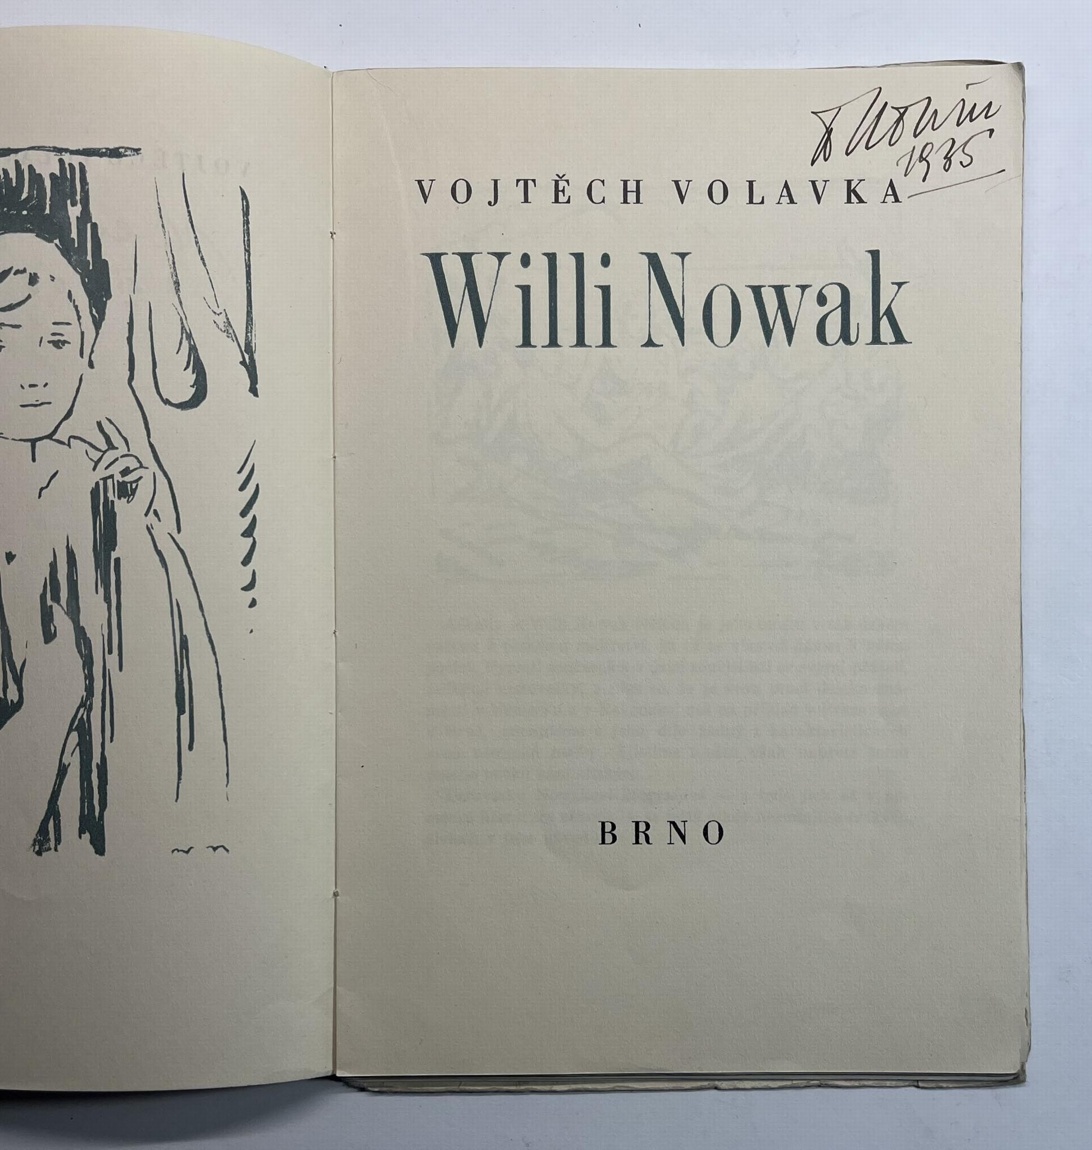 1935
VOJTĚCH VOLAVKA
Willi Nowak
BRNO